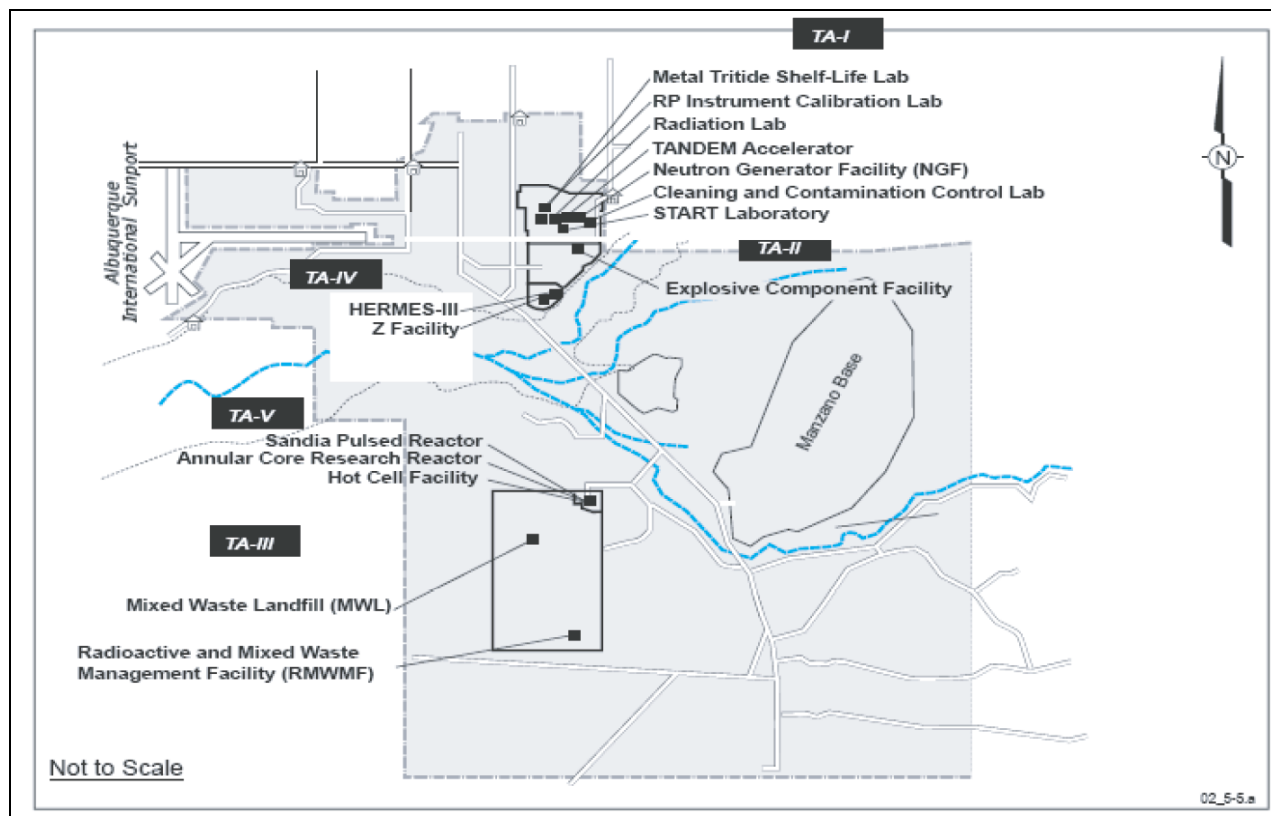 TA-I
Metal Tritide Shelf-Life Lab
RP Instrument Calibration Lab
Radiation Lab
TANDEM Accelerator
Neutron Generator Facility (NGF)
Cleaning and Contamination Control Lab
START Laboratory
N
Albuquerque
International Sunport
TA-II
TA-IV
Explosive Component Facility
HERMES-III
Z Facility
Manzano Base
TA-V
Sandia Pulsed Reactor
Annular Core Research Reactor
Hot Cell Facility
TA-III
Mixed Waste Landfill (MWL)
Radioactive and Mixed Waste
Management Facility (RMWMF)
Not to Scale
02_5-5.a